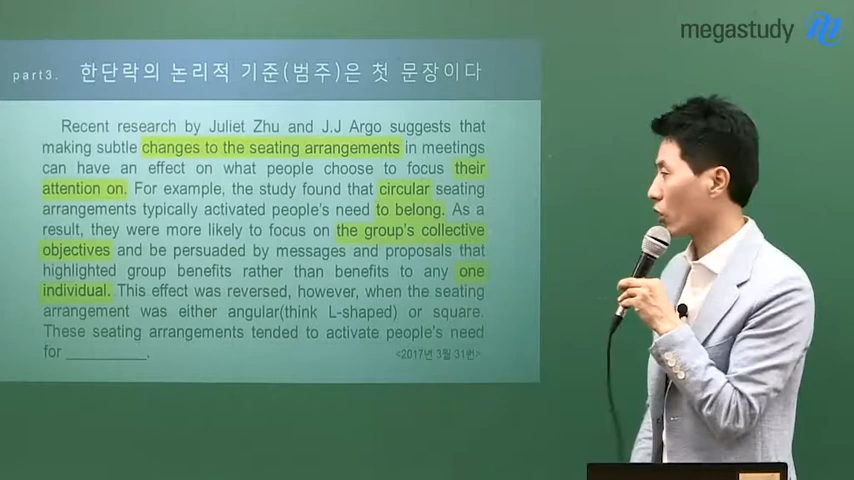 megastudy
part3. 한단락의 논리적 기준(범주)은 첫 문장이다
Recent research by Juliet Zhu and J.J Argo suggests that
making subtle changes to the seating arrangements in meetings
can have an effect on what people choose to focus their
attention on. For example, the study found that circular seating
arrangements typically activated people's need to belong. As a
result, they were more likely to focus on the group's collective
objectives and be persuaded by messages and proposals that
highlighted group benefits rather than benefits to any one
individual. This effect was reversed, however, when the seating
arrangement was either angular(think L-shaped) or square.
These seating arrangements tended to activate people's need
for ____________.
<2017년 3월 31번>